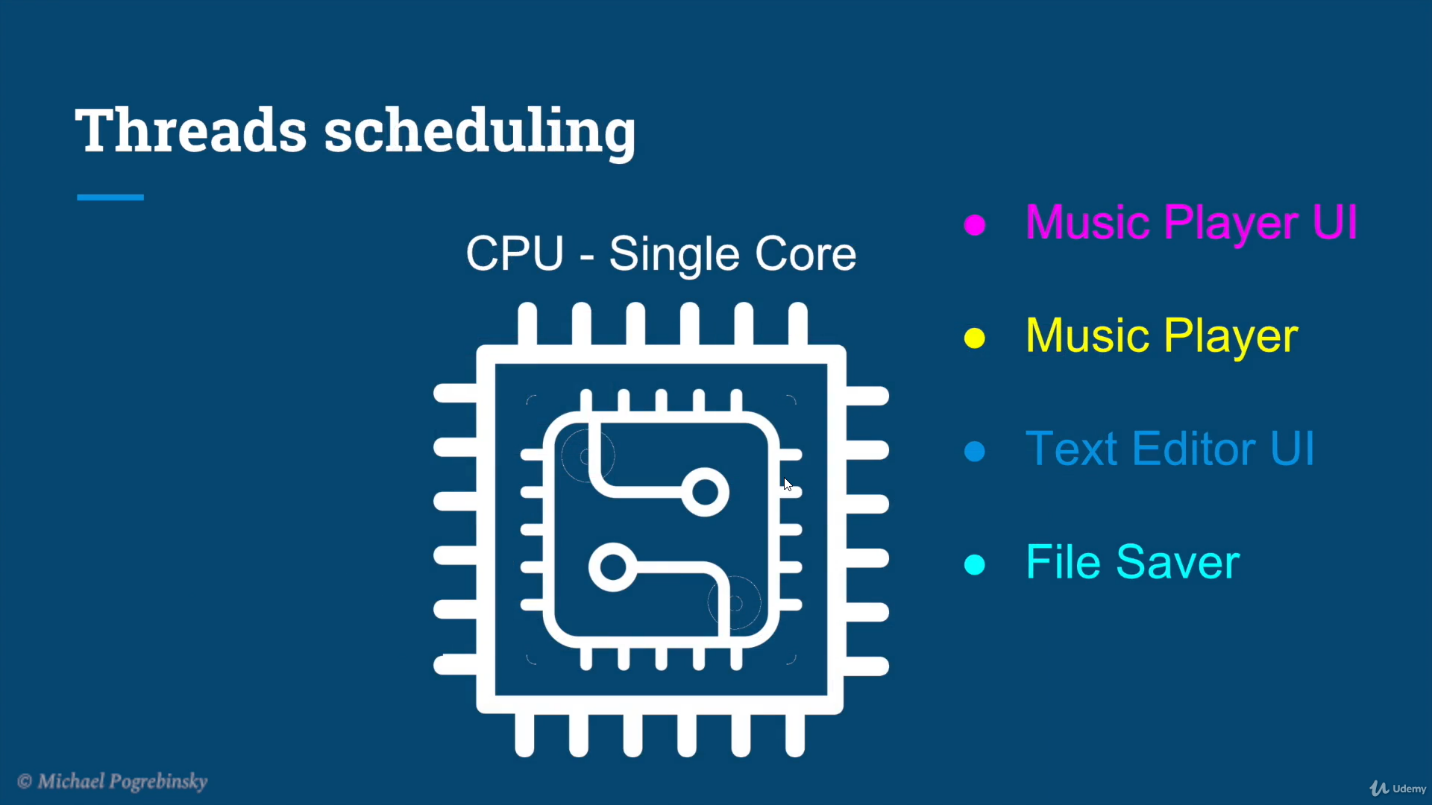 Threads scheduling
CPU - Single Core
● Music Player UI
● Music Player
● Text Editor UI
● File Saver
© Michael Pogrebinsky
Udemy